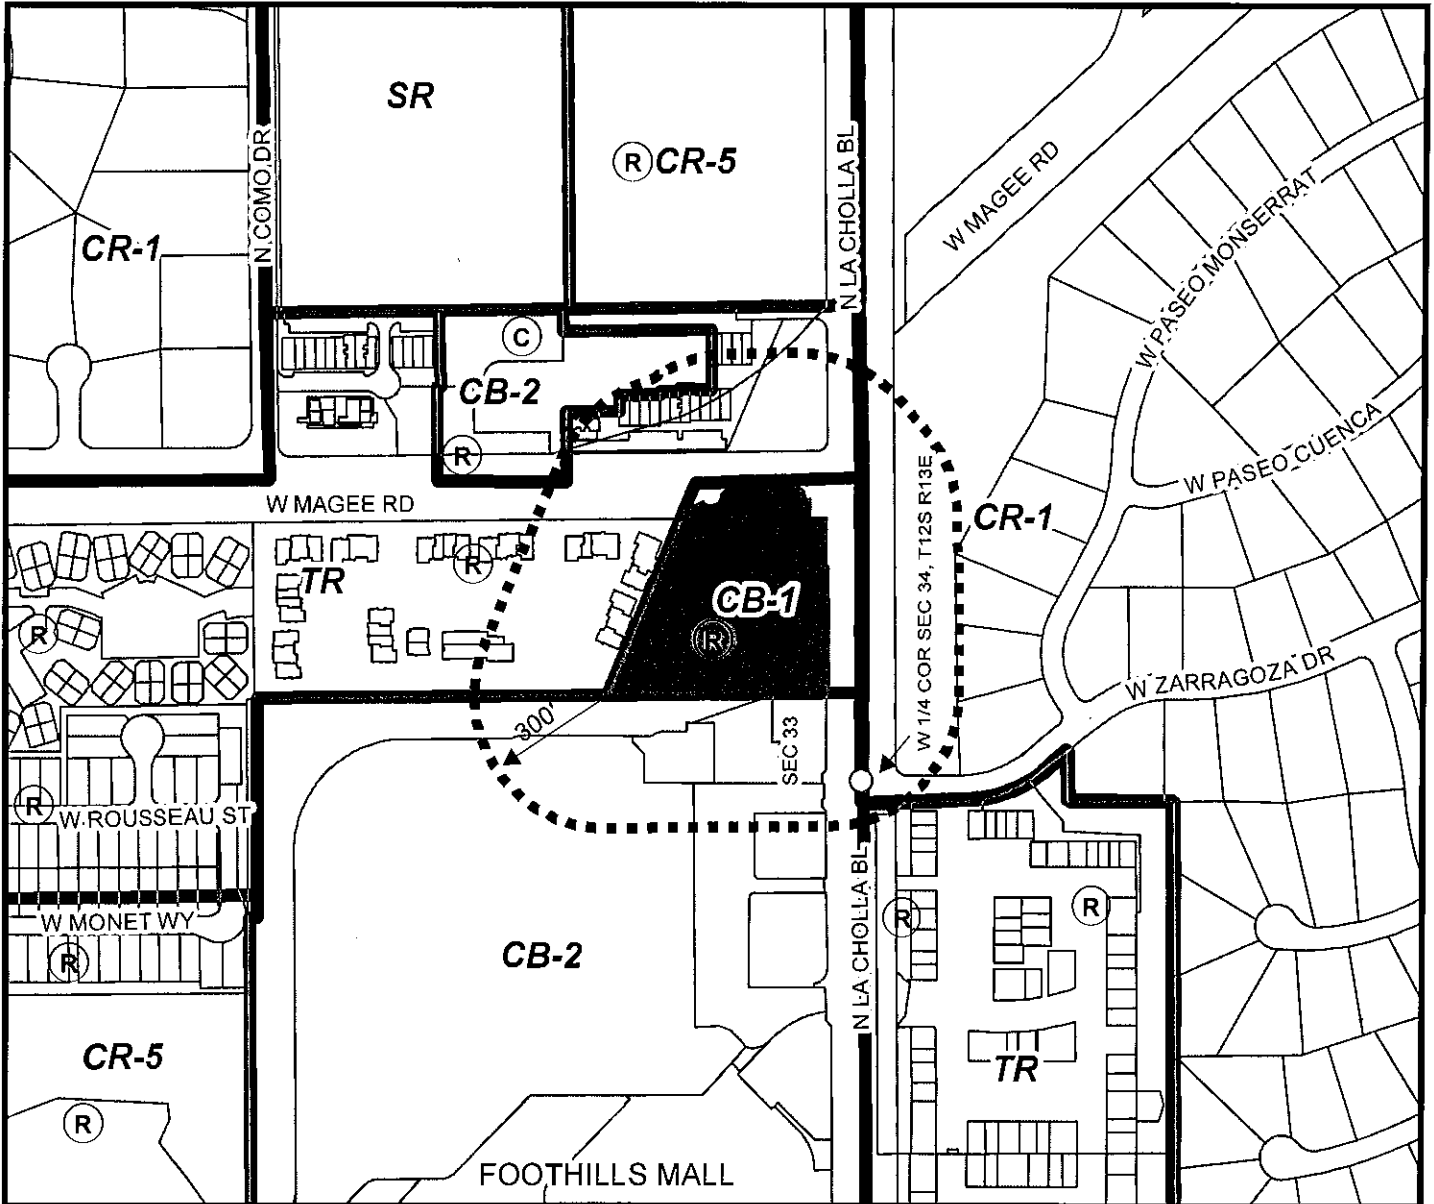 SR
R CR-5
N COMO DR
N LA CHOLLA BL
W MAGEE RD
CR-1
W PASEO MONSERRAT
C
CB-2
R
W PASEO CUENCA
W MAGEE RD
CR-1
W 1/4 COR SEC 34, T12S R13E
R
TR
CB-1
R
R
W ZARRAGOZA DR
300'
SEC 33
R
W ROUSSEAU ST
W MONET WY
R
N LA CHOLLA BL
R
R
CB-2
CR-5
TR
R
FOOTHILLS MALL